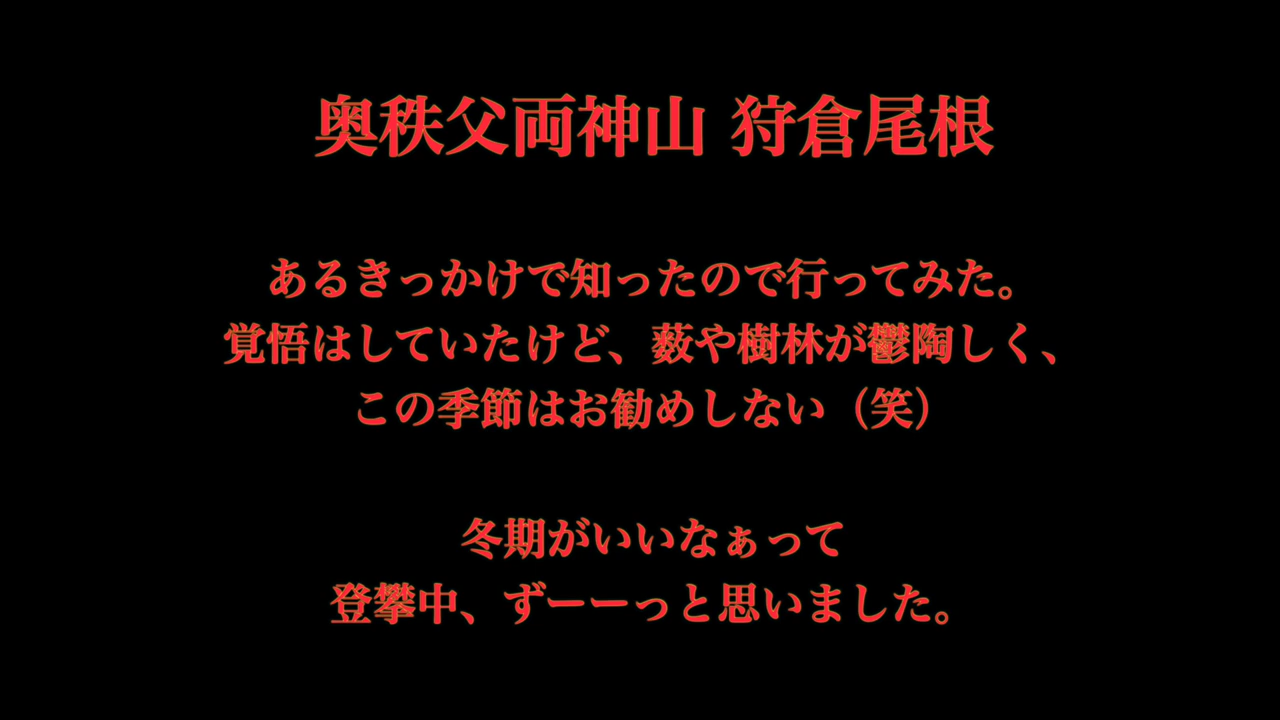 奥秩父両神山 狩倉尾根
あるきっかけで知ったので行ってみた。
覚悟はしていたけど、薮や樹林が鬱陶しく、
この季節はお勧めしない（笑）
冬期がいいなぁって
登攀中、ずーーっと思いました。